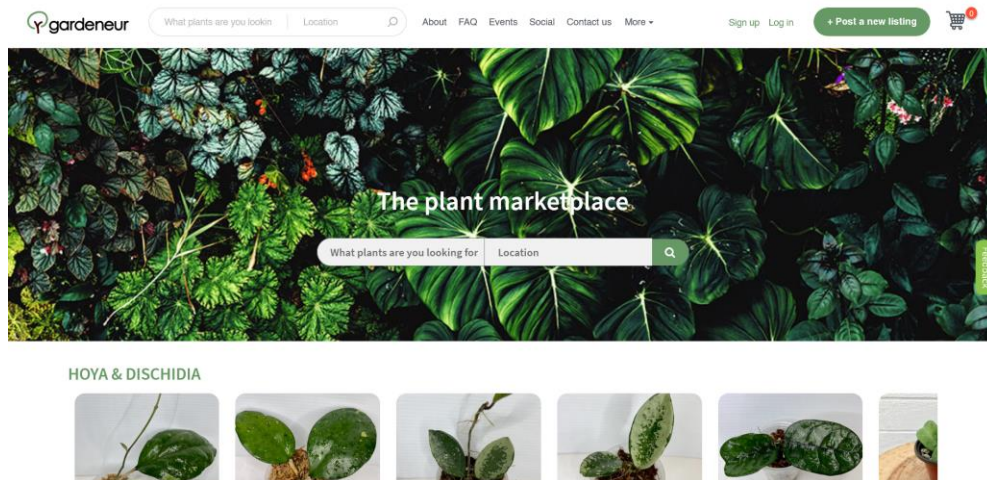 gardeneur
What plants are you lookin
Location
About FAQ Events Social Contact us More
Sign up Log in
+ Post a new listing
0
The plant marketplace
What plants are you looking for
Location
Feedback
HOYA & DISCHIDIA